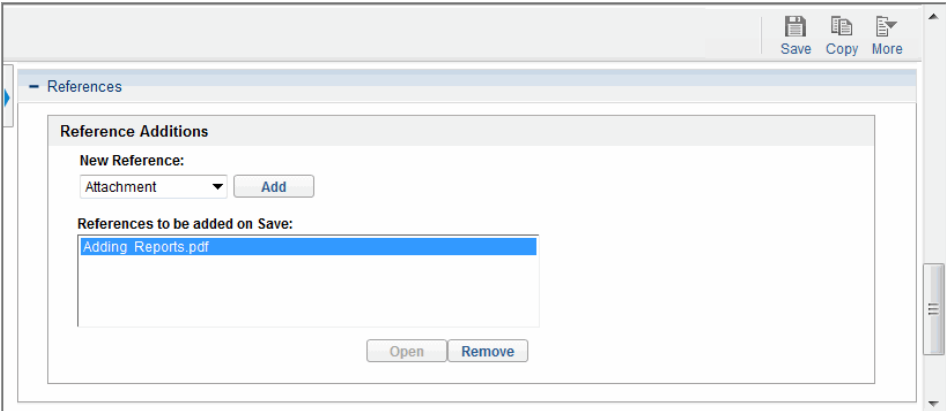 Save Copy More
References
Reference Additions
New Reference:
Attachment Add
References to be added on Save:
Adding Reports.pdf
Open Remove